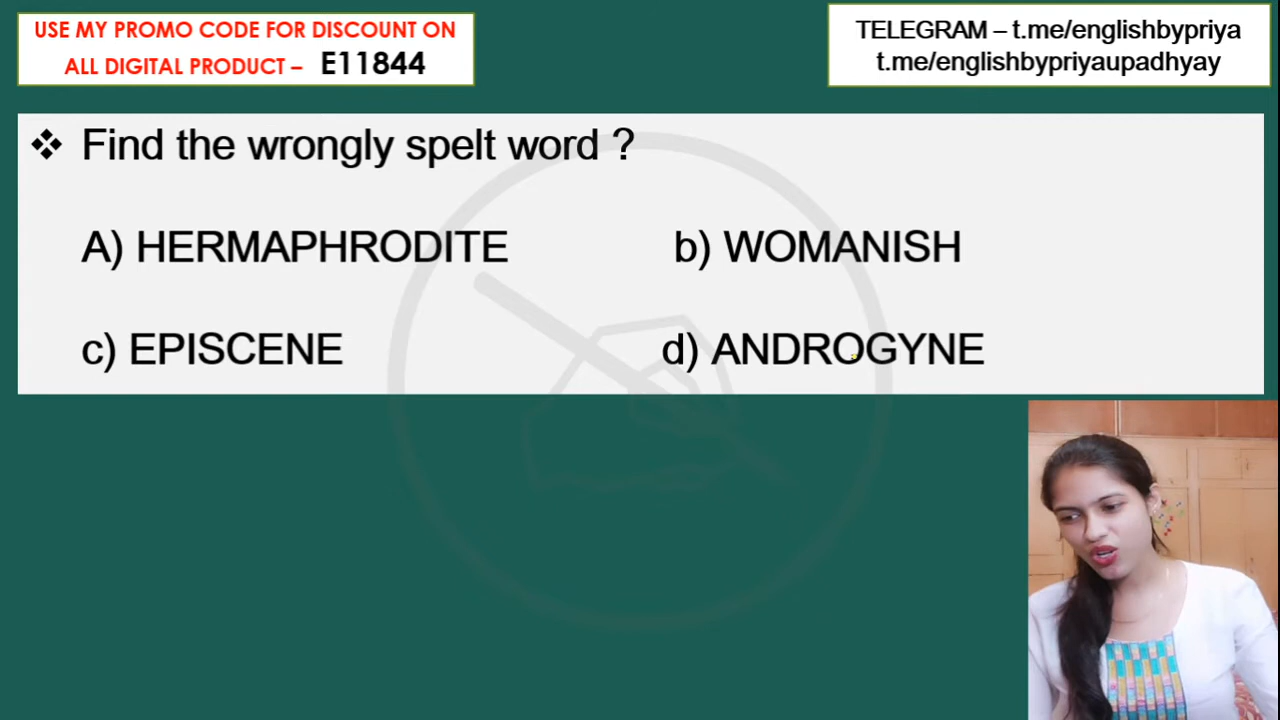 USE MY PROMO CODE FOR DISCOUNT ON
ALL DIGITAL PRODUCT – E11844
TELEGRAM – t.me/englishbypriya
t.me/englishbypriyaupadhyay
❖ Find the wrongly spelt word ?
A) HERMAPHRODITE b) WOMANISH
c) EPISCENE d) ANDROGYNE